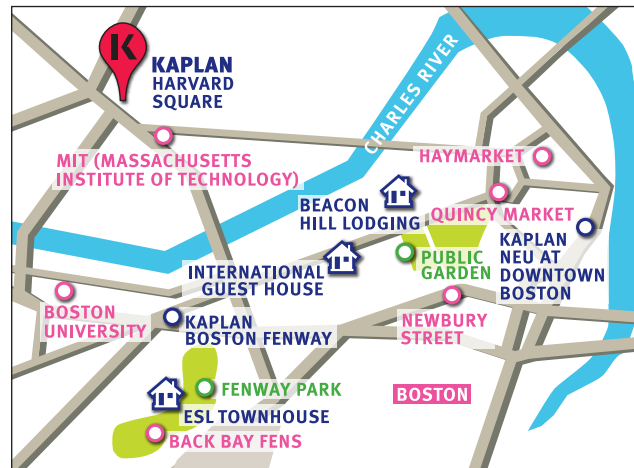 K
KAPLAN
HARVARD
SQUARE
CHARLES RIVER
MIT (MASSACHUSETTS
INSTITUTE OF TECHNOLOGY)
HAYMARKET
BEACON
HILL LODGING
QUINCY MARKET
KAPLAN
NEU AT
DOWNTOWN
BOSTON
PUBLIC
GARDEN
INTERNATIONAL
GUEST HOUSE
BOSTON
UNIVERSITY
KAPLAN
BOSTON FENWAY
NEWBURY
STREET
FENWAY PARK
BOSTON
ESL TOWNHOUSE
BACK BAY FENS